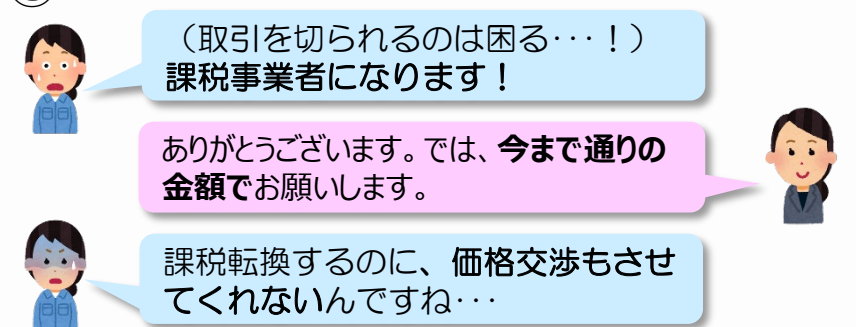 （取引を切られるのは困る･･･！）
課税事業者になります！
ありがとうございます。では、今まで通りの
金額でお願いします。
課税転換するのに、価格交渉もさせ
てくれないんですね･･･